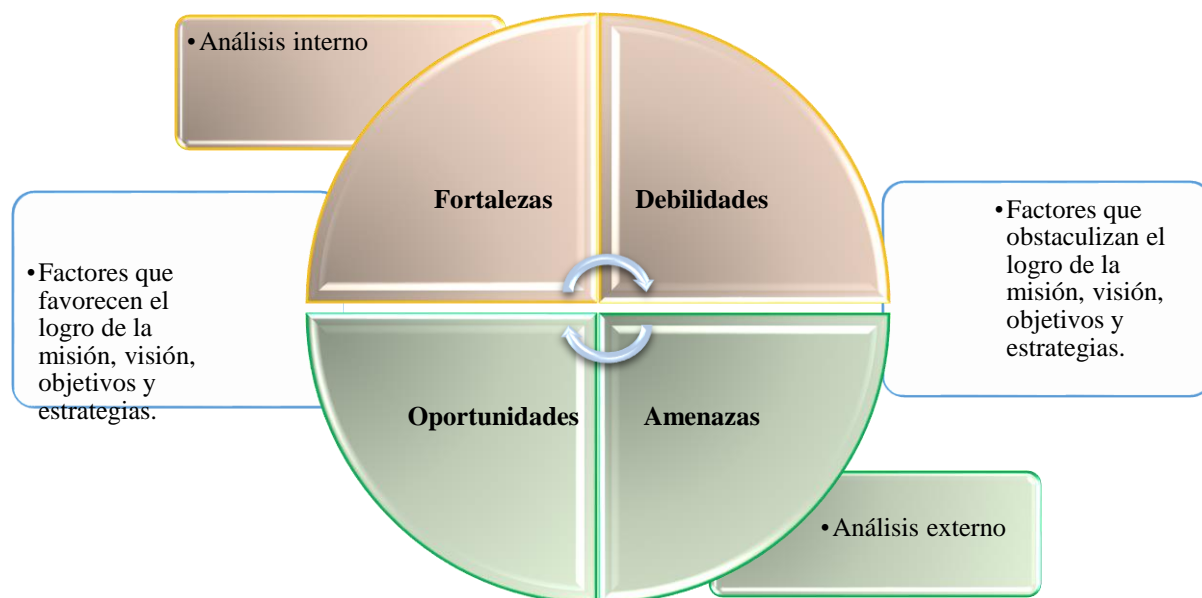 •Análisis interno
Fortalezas
Debilidades
•Factores que
favorecen el
logro de la
misión, visión,
objetivos y
estrategias.
•Factores que
obstaculizan el
logro de la
misión, visión,
objetivos y
estrategias.
Oportunidades
Amenazas
•Análisis externo